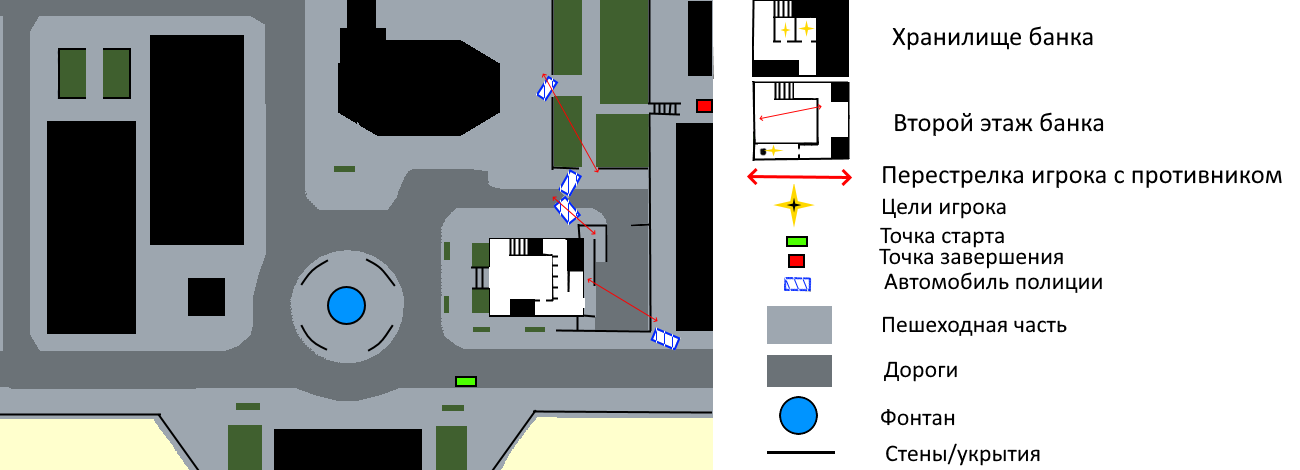 Хранилище банка
Второй этаж банка
Перестрелка игрока с противником
Цели игрока
Точка старта
Точка завершения
Автомобиль полиции
Пешеходная часть
Дороги
Фонтан
Стены/укрытия